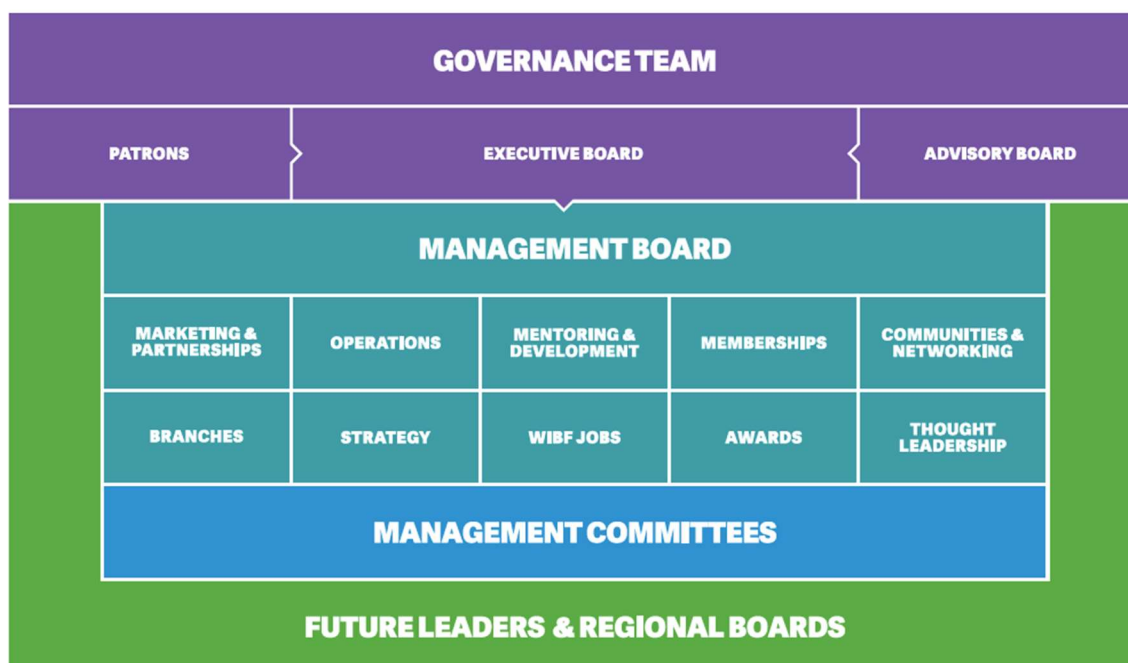 GOVERNANCE TEAM
PATRONS
EXECUTIVE BOARD
ADVISORY BOARD
MANAGEMENT BOARD
MARKETING &
PARTNERSHIPS
OPERATIONS
MENTORING &
DEVELOPMENT
MEMBERSHIPS
COMMUNITIES &
NETWORKING
BRANCHES
STRATEGY
WIBF JOBS
AWARDS
THOUGHT
LEADERSHIP
MANAGEMENT COMMITTEES
FUTURE LEADERS & REGIONAL BOARDS